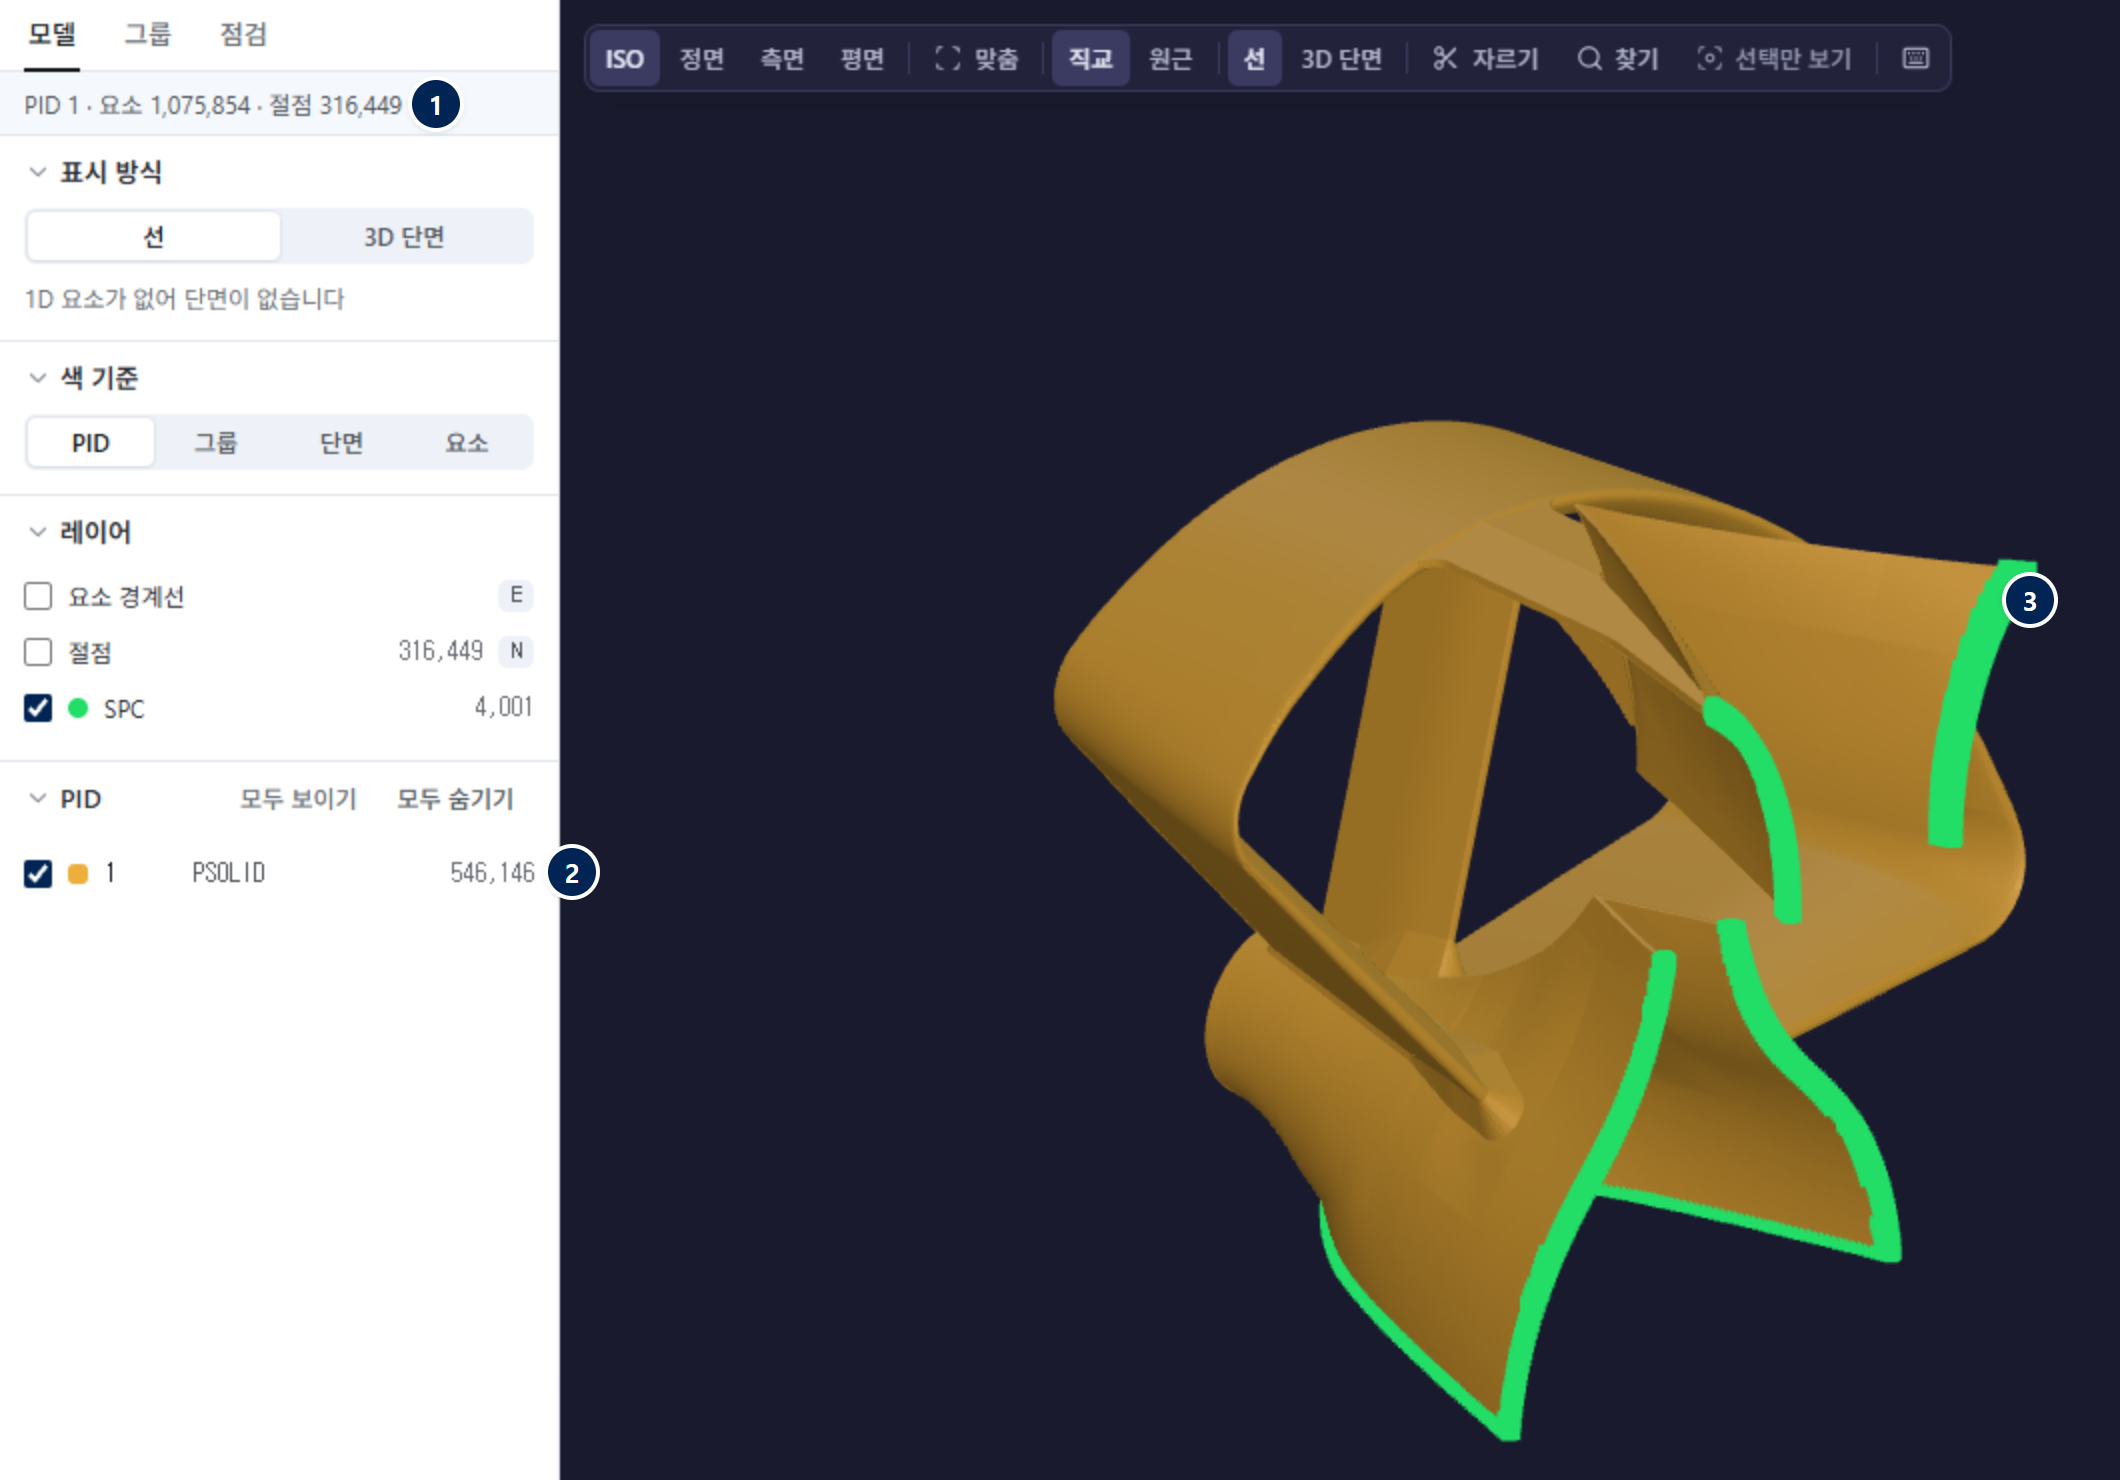 모델 그룹 점검
PID 1 · 요소 1,075,854 · 절점 316,449 1
표시 방식
선 3D 단면
1D 요소가 없어 단면이 없습니다
색 기준
PID 그룹 단면 요소
레이어
요소 경계선 E
절점 316,449 N
SPC 4,001
PID 모두 보이기 모두 숨기기
1 PSOLID 546,146 2
ISO 정면 측면 평면 맞춤 직교 원근 선 3D 단면 자르기 찾기 선택만 보기
3